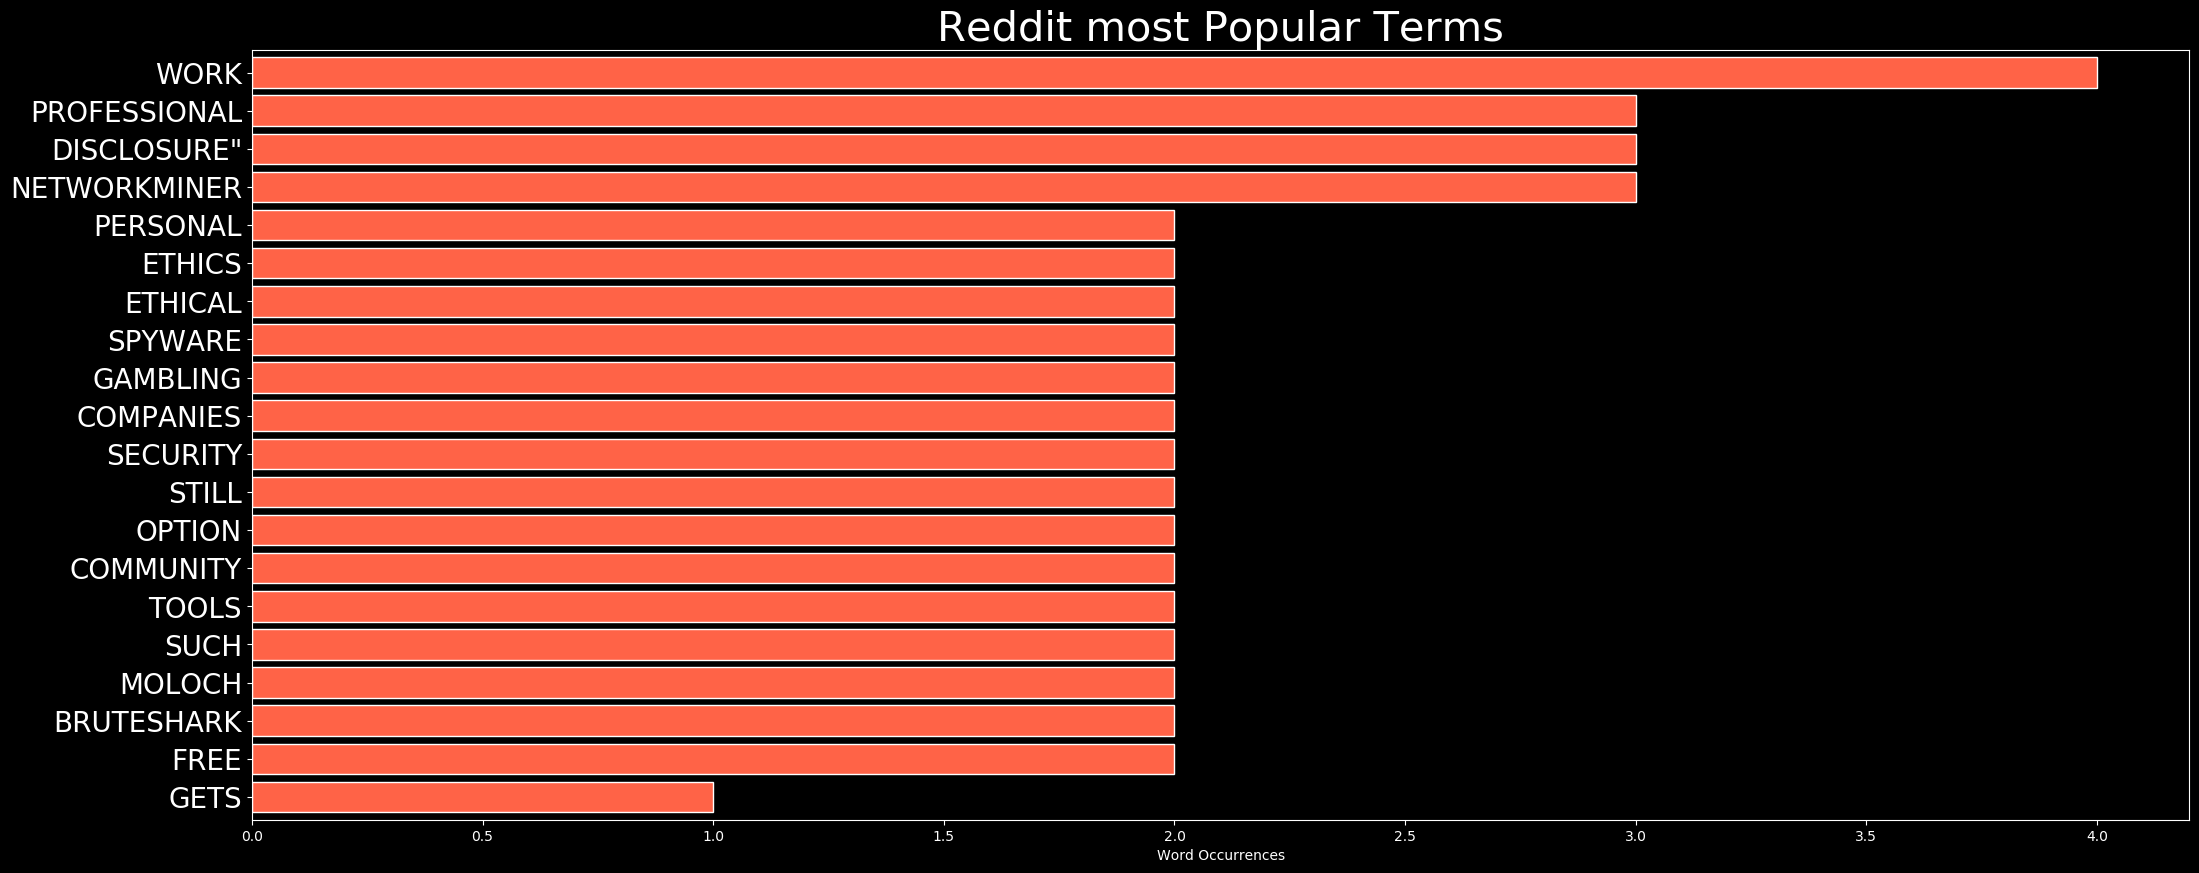 Reddit most Popular Terms
WORK
PROFESSIONAL
DISCLOSURE"
NETWORKMINER
PERSONAL
ETHICS
ETHICAL
SPYWARE
GAMBLING
COMPANIES
SECURITY
STILL
OPTION
COMMUNITY
TOOLS
SUCH
MOLOCH
BRUTESHARK
FREE
GETS
0.0 0.5 1.0 1.5 2.0 2.5 3.0 3.5 4.0
Word Occurrences